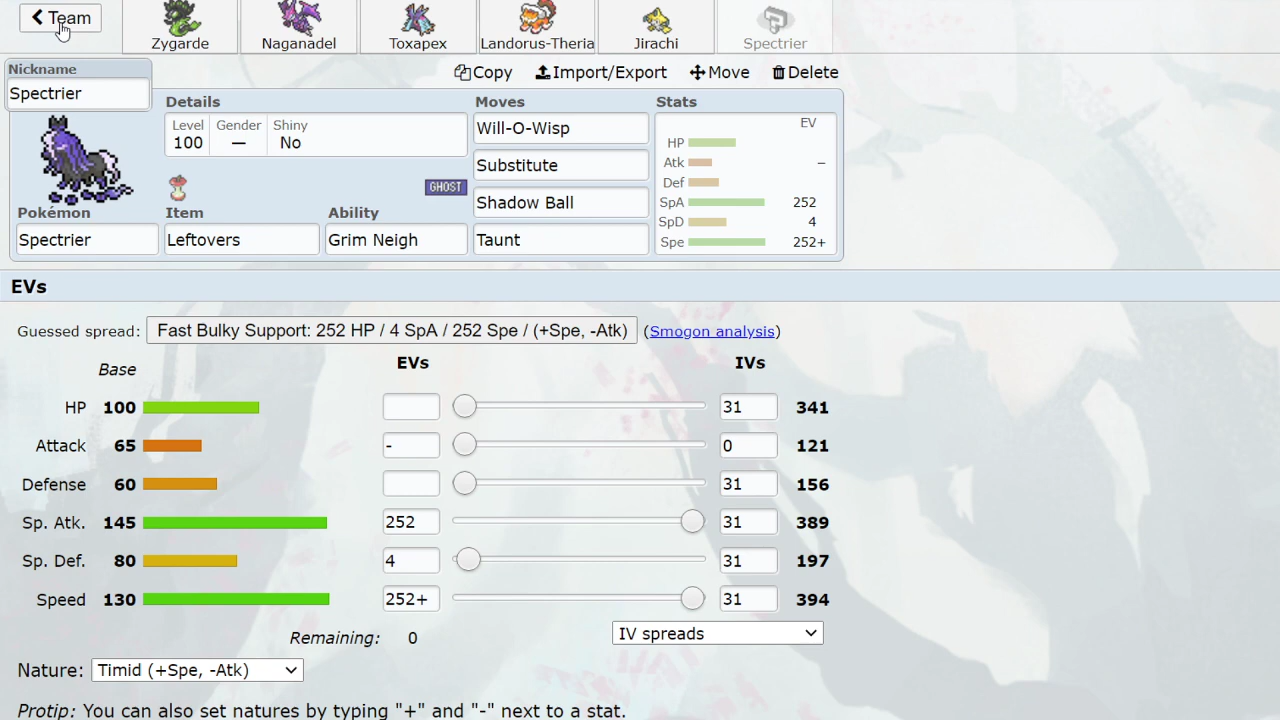 Team
Zygarde
Naganadel
Toxapex
Landorus-Theria
Jirachi
Spectrier
Nickname
Spectrier
Copy Import/Export Move Delete
Details
Level
100
Gender
—
Shiny
No
GHOST
Pokémon
Spectrier
Item
Leftovers
Ability
Grim Neigh
Moves
Will-O-Wisp
Substitute
Shadow Ball
Taunt
Stats
EV
HP
Atk –
Def
SpA 252
SpD 4
Spe 252+
EVs
Guessed spread: Fast Bulky Support: 252 HP / 4 SpA / 252 Spe / (+Spe, -Atk) (Smogon analysis)
Base EVs IVs
HP 100 31 341
Attack 65 - 0 121
Defense 60 31 156
Sp. Atk. 145 252 31 389
Sp. Def. 80 4 31 197
Speed 130 252+ 31 394
Remaining: 0 IV spreads
Nature: Timid (+Spe, -Atk)
Protip: You can also set natures by typing "+" and "-" next to a stat.